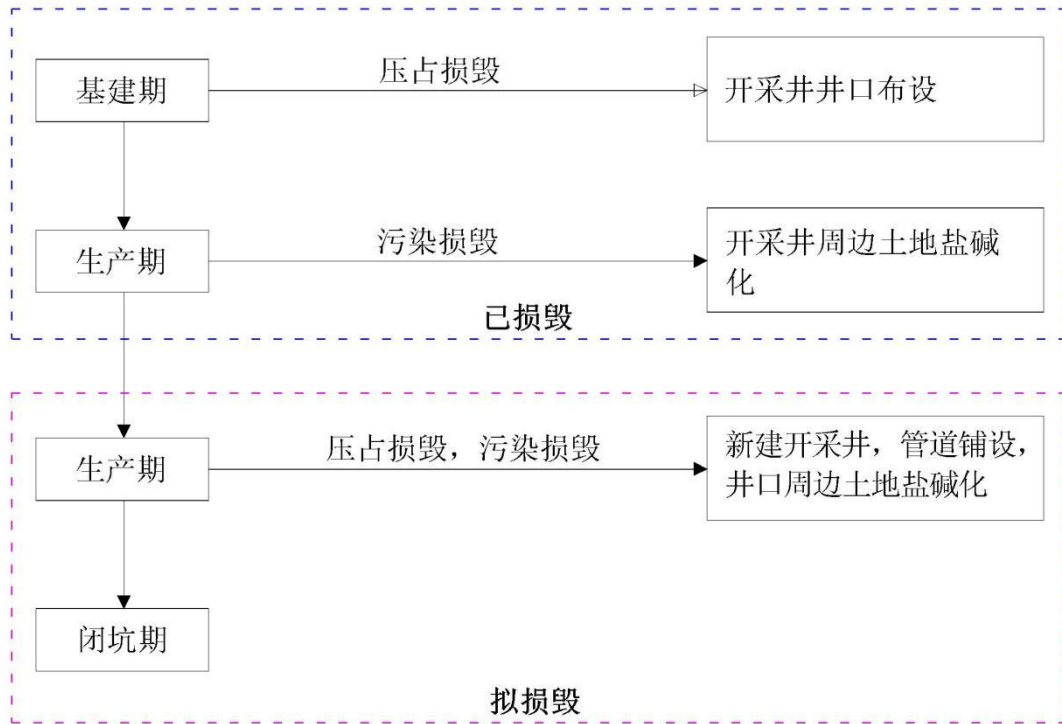 基建期
压占损毁
开采井井口布设
生产期
污染损毁
开采井周边土地盐碱
化
已损毁
生产期
压占损毁，污染损毁
新建开采井，管道铺设，
井口周边土地盐碱化
闭坑期
拟损毁